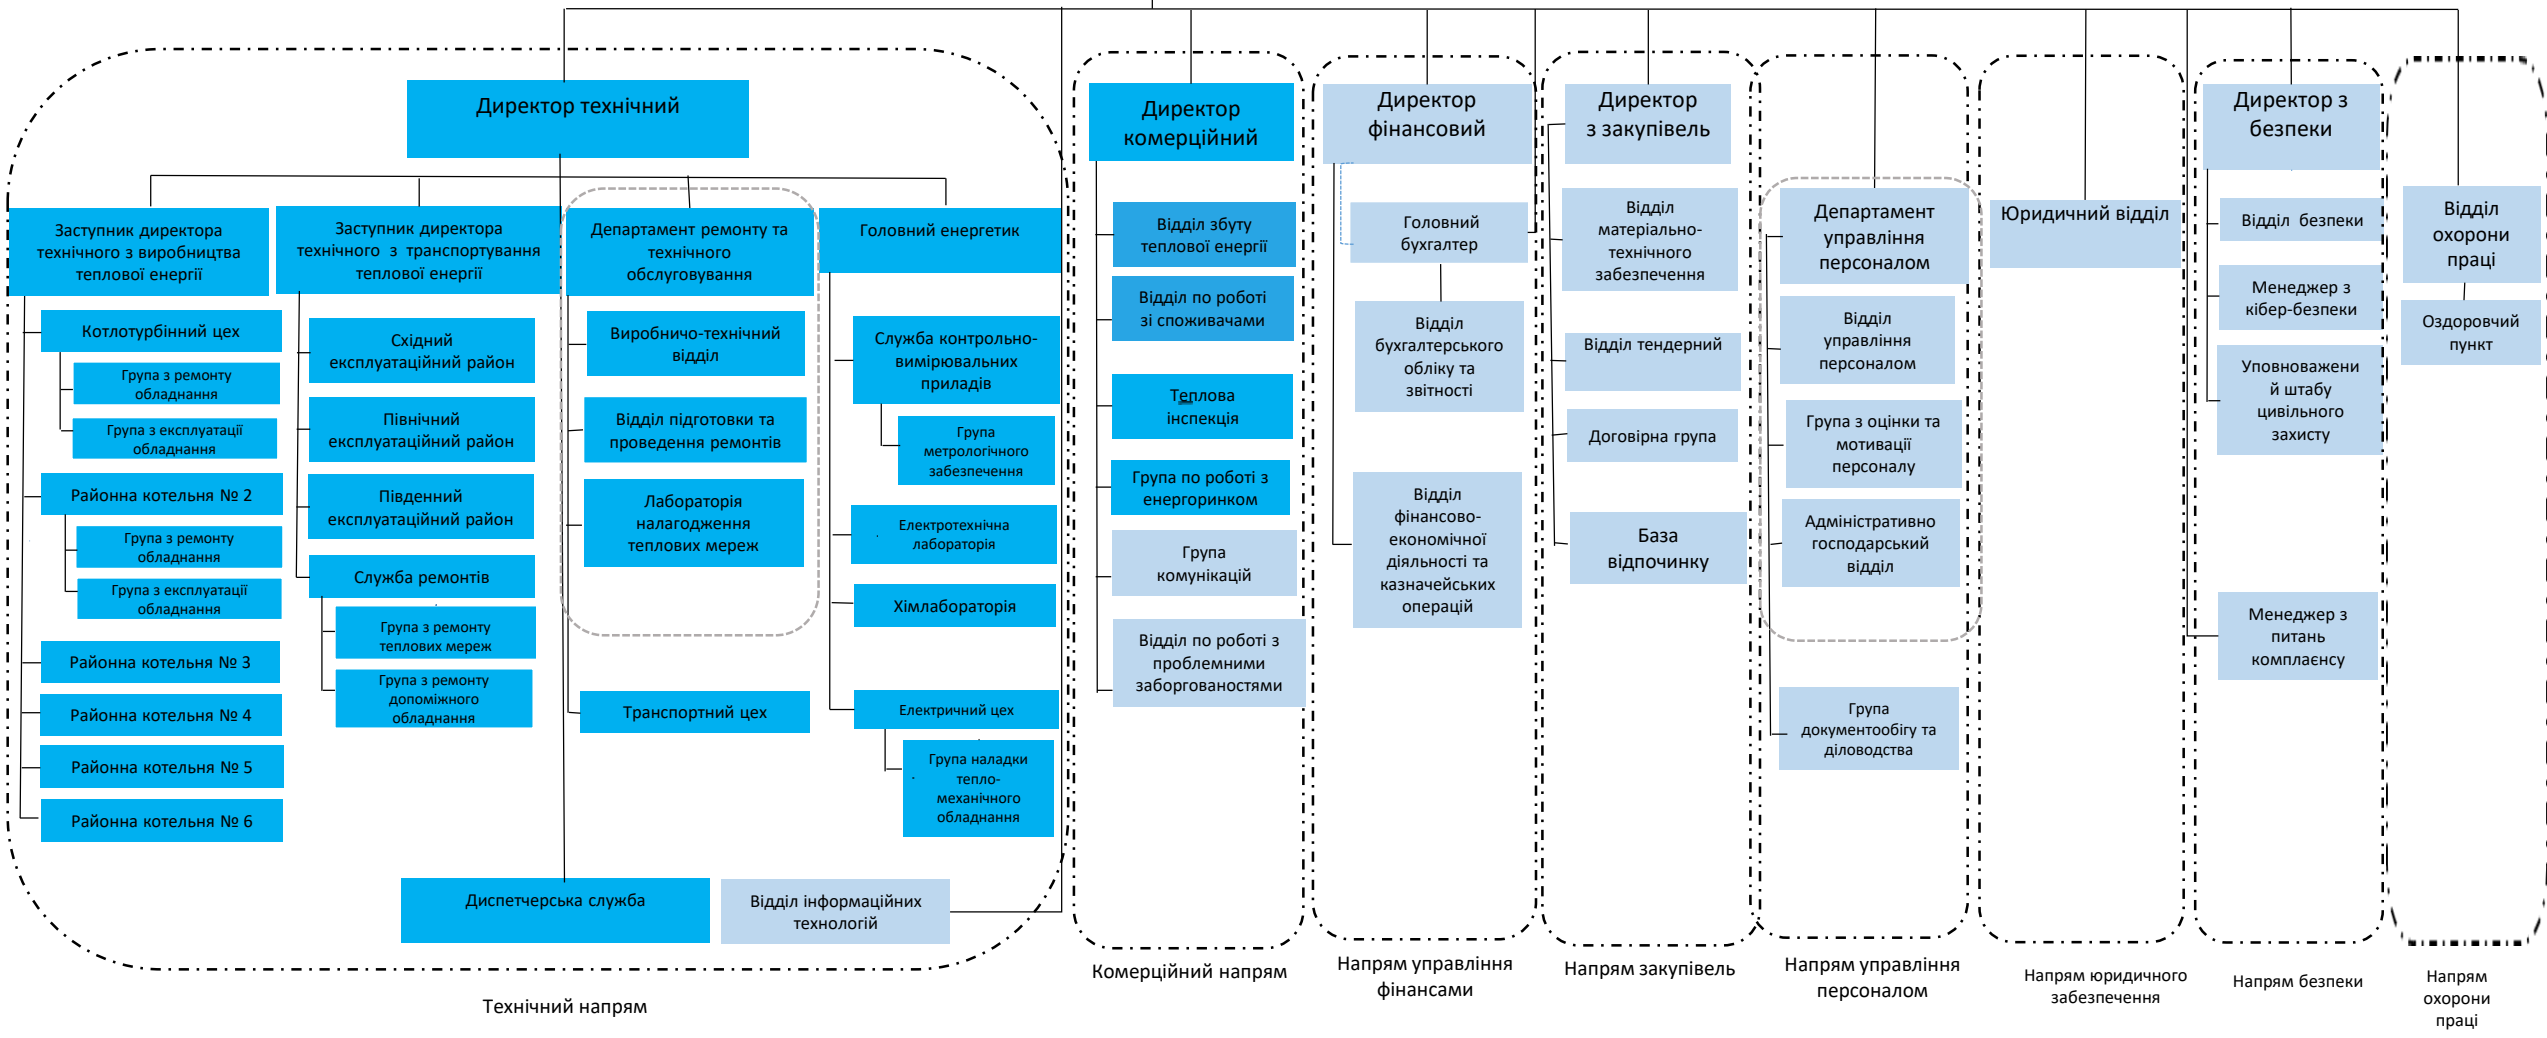 Директор технічний
Заступник директора
технічного з виробництва
теплової енергії
Котлотурбінний цех
Група з ремонту
обладнання
Група з експлуатації
обладнання
Районна котельня № 2
Група з ремонту
обладнання
Група з експлуатації
обладнання
Районна котельня № 3
Районна котельня № 4
Районна котельня № 5
Районна котельня № 6
Заступник директора
технічного з транспортування
теплової енергії
Східний
експлуатаційний район
Північний
експлуатаційний район
Південний
експлуатаційний район
Служба ремонтів
Група з ремонту
теплових мереж
Група з ремонту
допоміжного
обладнання
Департамент ремонту та
технічного
обслуговування
Виробничо-технічний
відділ
Відділ підготовки та
проведення ремонтів
Лабораторія
налагодження
теплових мереж
Транспортний цех
Головний енергетик
Служба контрольно-
вимірювальних
приладів
Група
метрологічного
забезпечення
Електротехнічна
лабораторія
Хімлабораторія
Електричний цех
Група наладки
тепло-
механічного
обладнання
Диспетчерська служба
Відділ інформаційних
технологій
Технічний напрям
Директор
комерційний
Відділ збуту
теплової енергії
Відділ по роботі
зі споживачами
Теплова
інспекція
Група по роботі з
енергоринком
Група
комунікацій
Відділ по роботі з
проблемними
заборгованостями
Комерційний напрям
Директор
фінансовий
Головний
бухгалтер
Відділ
бухгалтерського
обліку та
звітності
Відділ
фінансово-
економічної
діяльності та
казначейських
операцій
Напрям управління
фінансами
Директор
з закупівель
Відділ
матеріально-
технічного
забезпечення
Відділ тендерний
Договірна група
База
відпочинку
Напрям закупівель
Департамент
управління
персоналом
Відділ
управління
персоналом
Група з оцінки та
мотивації
персоналу
Адміністративно
господарський
відділ
Група
документообігу та
діловодства
Напрям управління
персоналом
Юридичний відділ
Напрям юридичного
забезпечення
Директор з
безпеки
Відділ безпеки
Менеджер з
кібер-безпеки
Уповноважени
й штабу
цивільного
захисту
Менеджер з
питань
комплаєнсу
Напрям безпеки
Відділ
охорони
праці
Оздоровчий
пункт
Напрям
охорони
праці